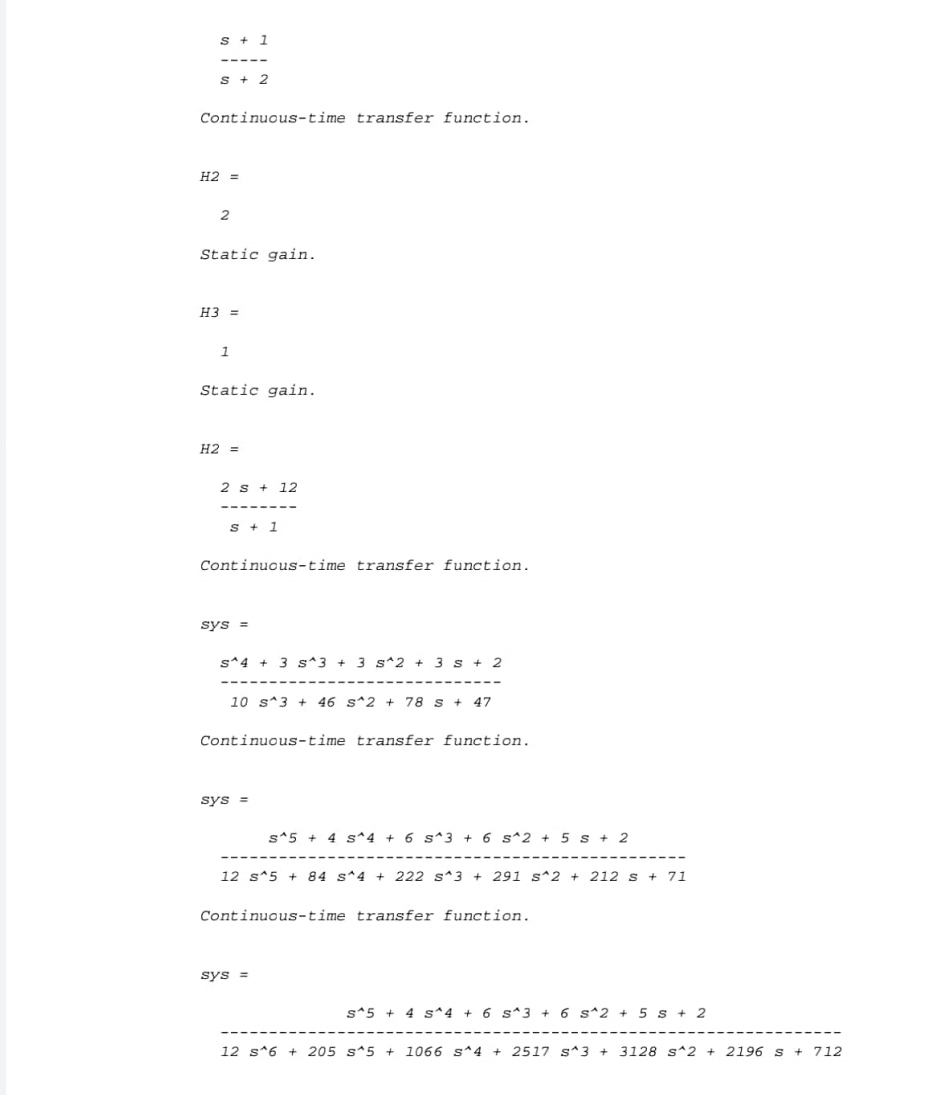 s + 1
-----
s + 2
Continuous-time transfer function.
H2 =
2
Static gain.
H3 =
1
Static gain.
H2 =
2 s + 12
--------
s + 1
Continuous-time transfer function.
sys =
s^4 + 3 s^3 + 3 s^2 + 3 s + 2
-----------------------------
10 s^3 + 46 s^2 + 78 s + 47
Continuous-time transfer function.
sys =
s^5 + 4 s^4 + 6 s^3 + 6 s^2 + 5 s + 2
------------------------------------------------
12 s^5 + 84 s^4 + 222 s^3 + 291 s^2 + 212 s + 71
Continuous-time transfer function.
sys =
s^5 + 4 s^4 + 6 s^3 + 6 s^2 + 5 s + 2
----------------------------------------------------------------
12 s^6 + 205 s^5 + 1066 s^4 + 2517 s^3 + 3128 s^2 + 2196 s + 712